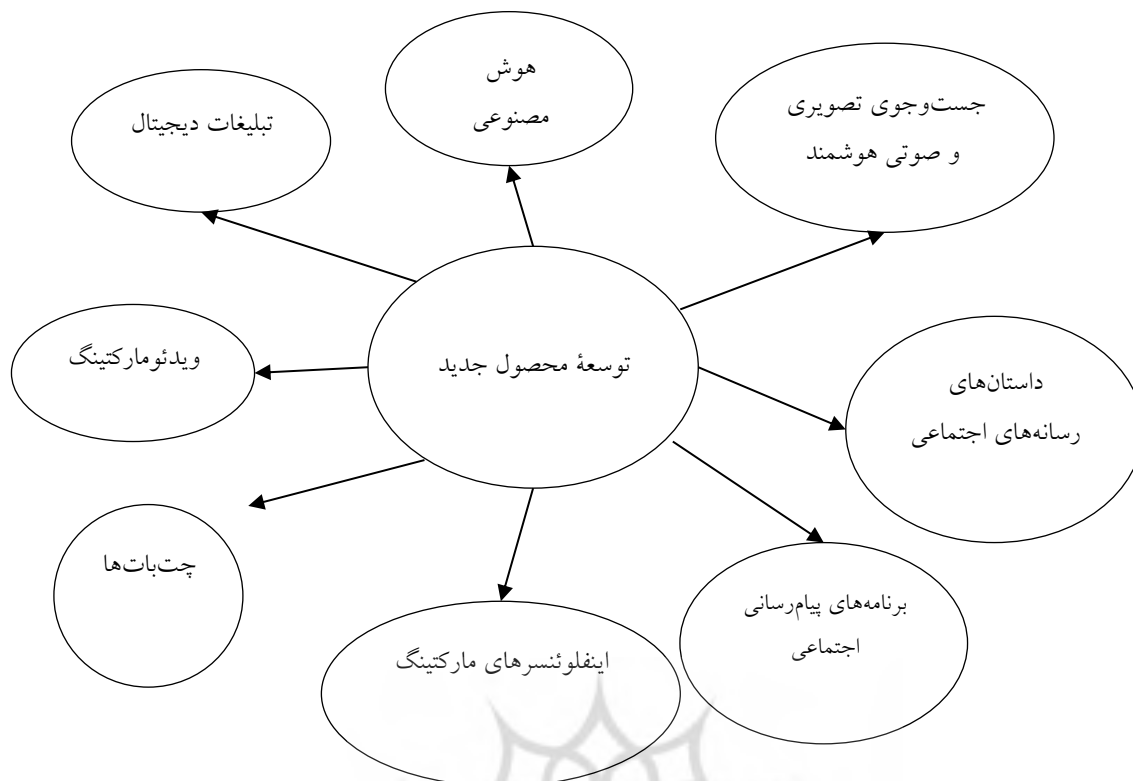 هوش
مصنوعی
جست‌وجوی تصویری
و صوتی هوشمند
تبلیغات دیجیتال
توسعهٔ محصول جدید
ویدئومارکتینگ
داستان‌های
رسانه‌های اجتماعی
چت‌بات‌ها
برنامه‌های پیام‌رسانی
اجتماعی
اینفلوئنسرهای مارکتینگ